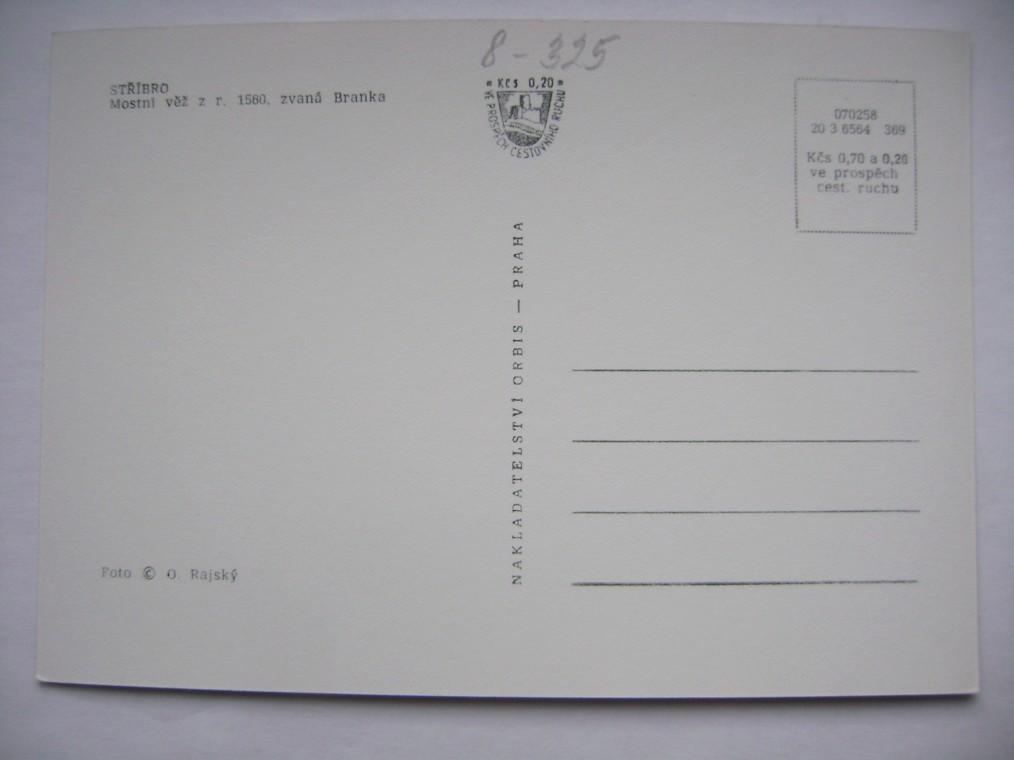 8 - 325
STŘÍBRO
Mostní věž z r. 1560, zvaná Branka
* Kčs 0,20 *
VE PROSPĚCH CESTOVNÍHO RUCHU
070258
20 3 6564 369
Kčs 0,70 a 0,20
ve prospěch
cest. ruchu
NAKLADATELSTVÍ ORBIS — PRAHA
Foto © O. Rajský